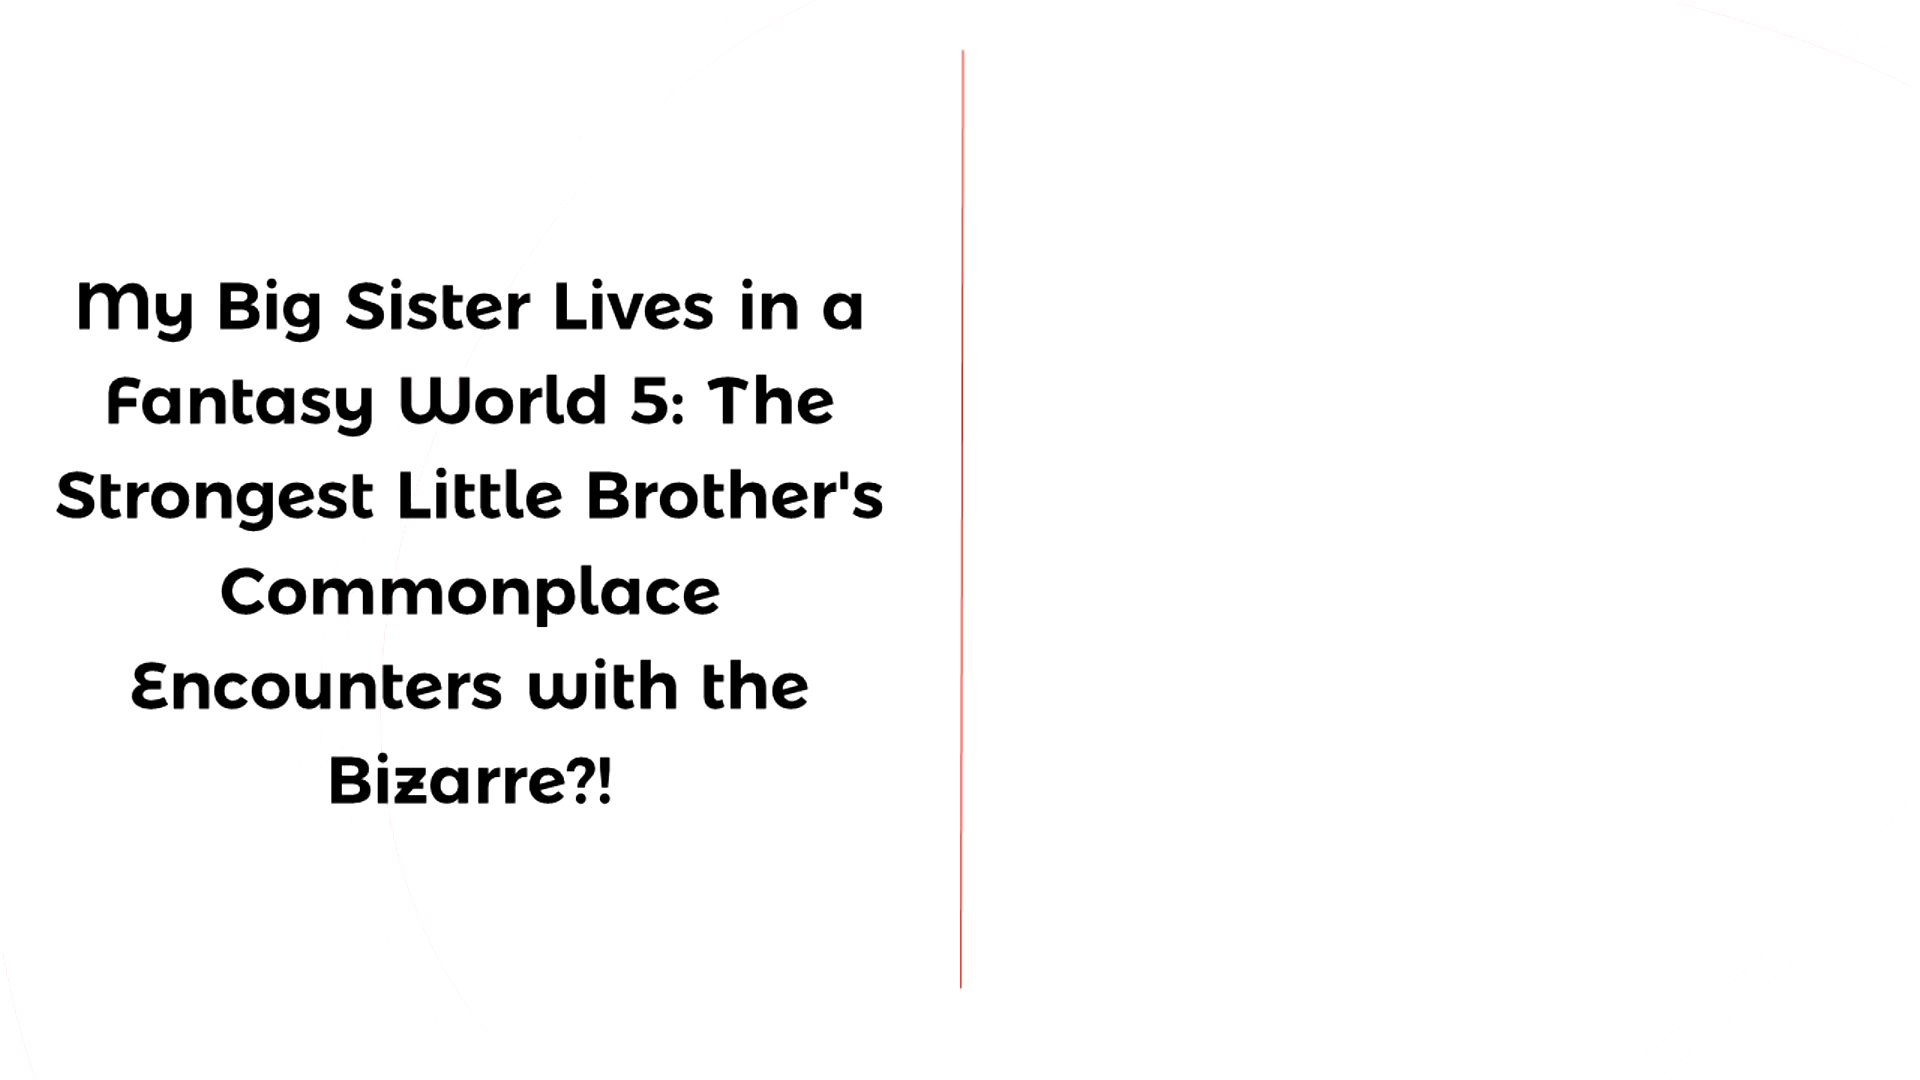 My Big Sister Lives in a
Fantasy World 5: The
Strongest Little Brother's
Commonplace
Encounters with the
Bizarre?!